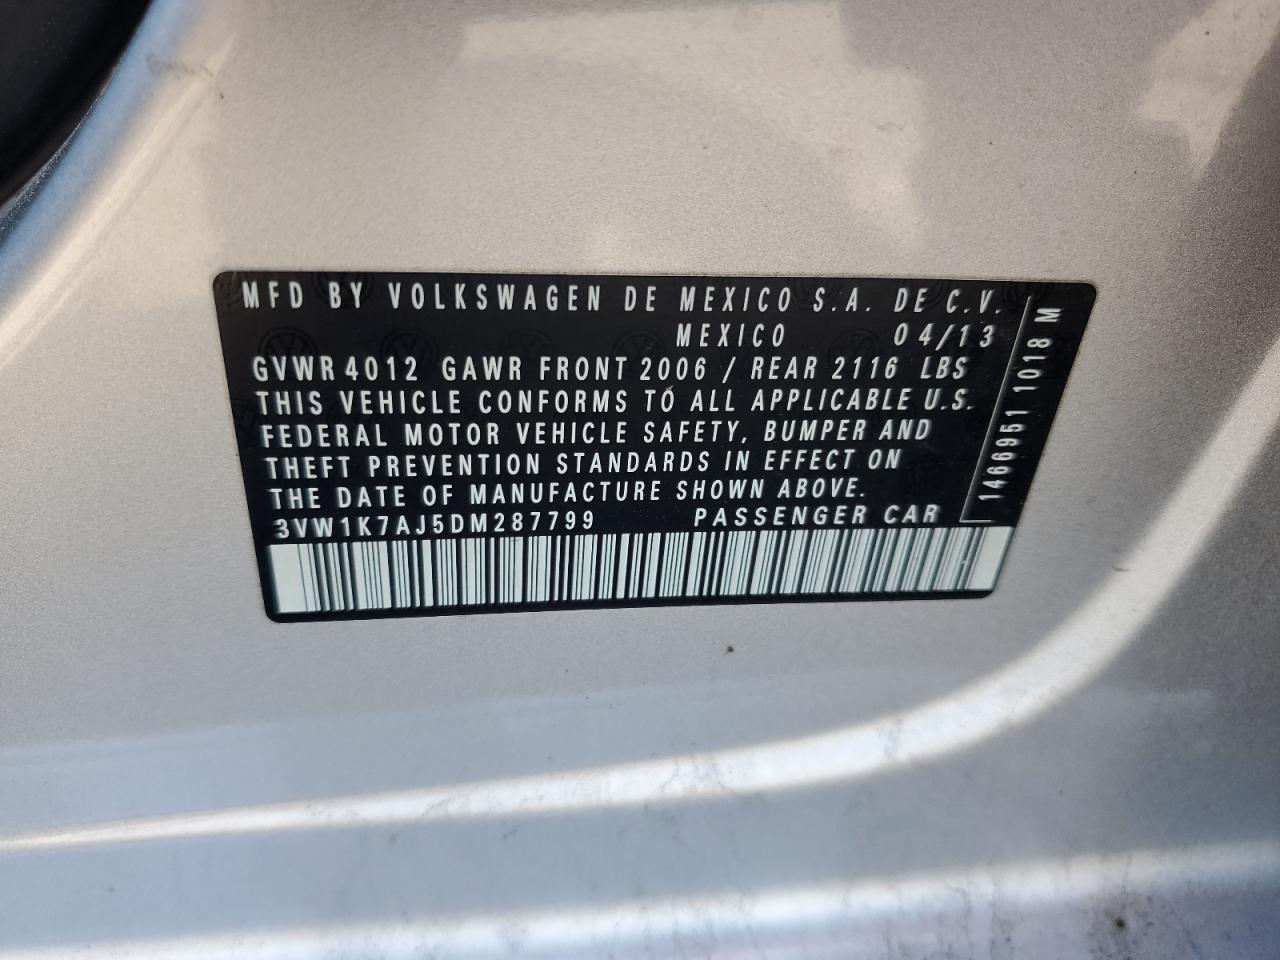 MFD BY VOLKSWAGEN DE MEXICO S.A. DE C.V.
MEXICO 04/13
GVWR 4012 GAWR FRONT 2006 / REAR 2116 LBS
THIS VEHICLE CONFORMS TO ALL APPLICABLE U.S.
FEDERAL MOTOR VEHICLE SAFETY, BUMPER AND
THEFT PREVENTION STANDARDS IN EFFECT ON
THE DATE OF MANUFACTURE SHOWN ABOVE.
3VW1K7AJ5DM287799 PASSENGER CAR
1466951 1018 M